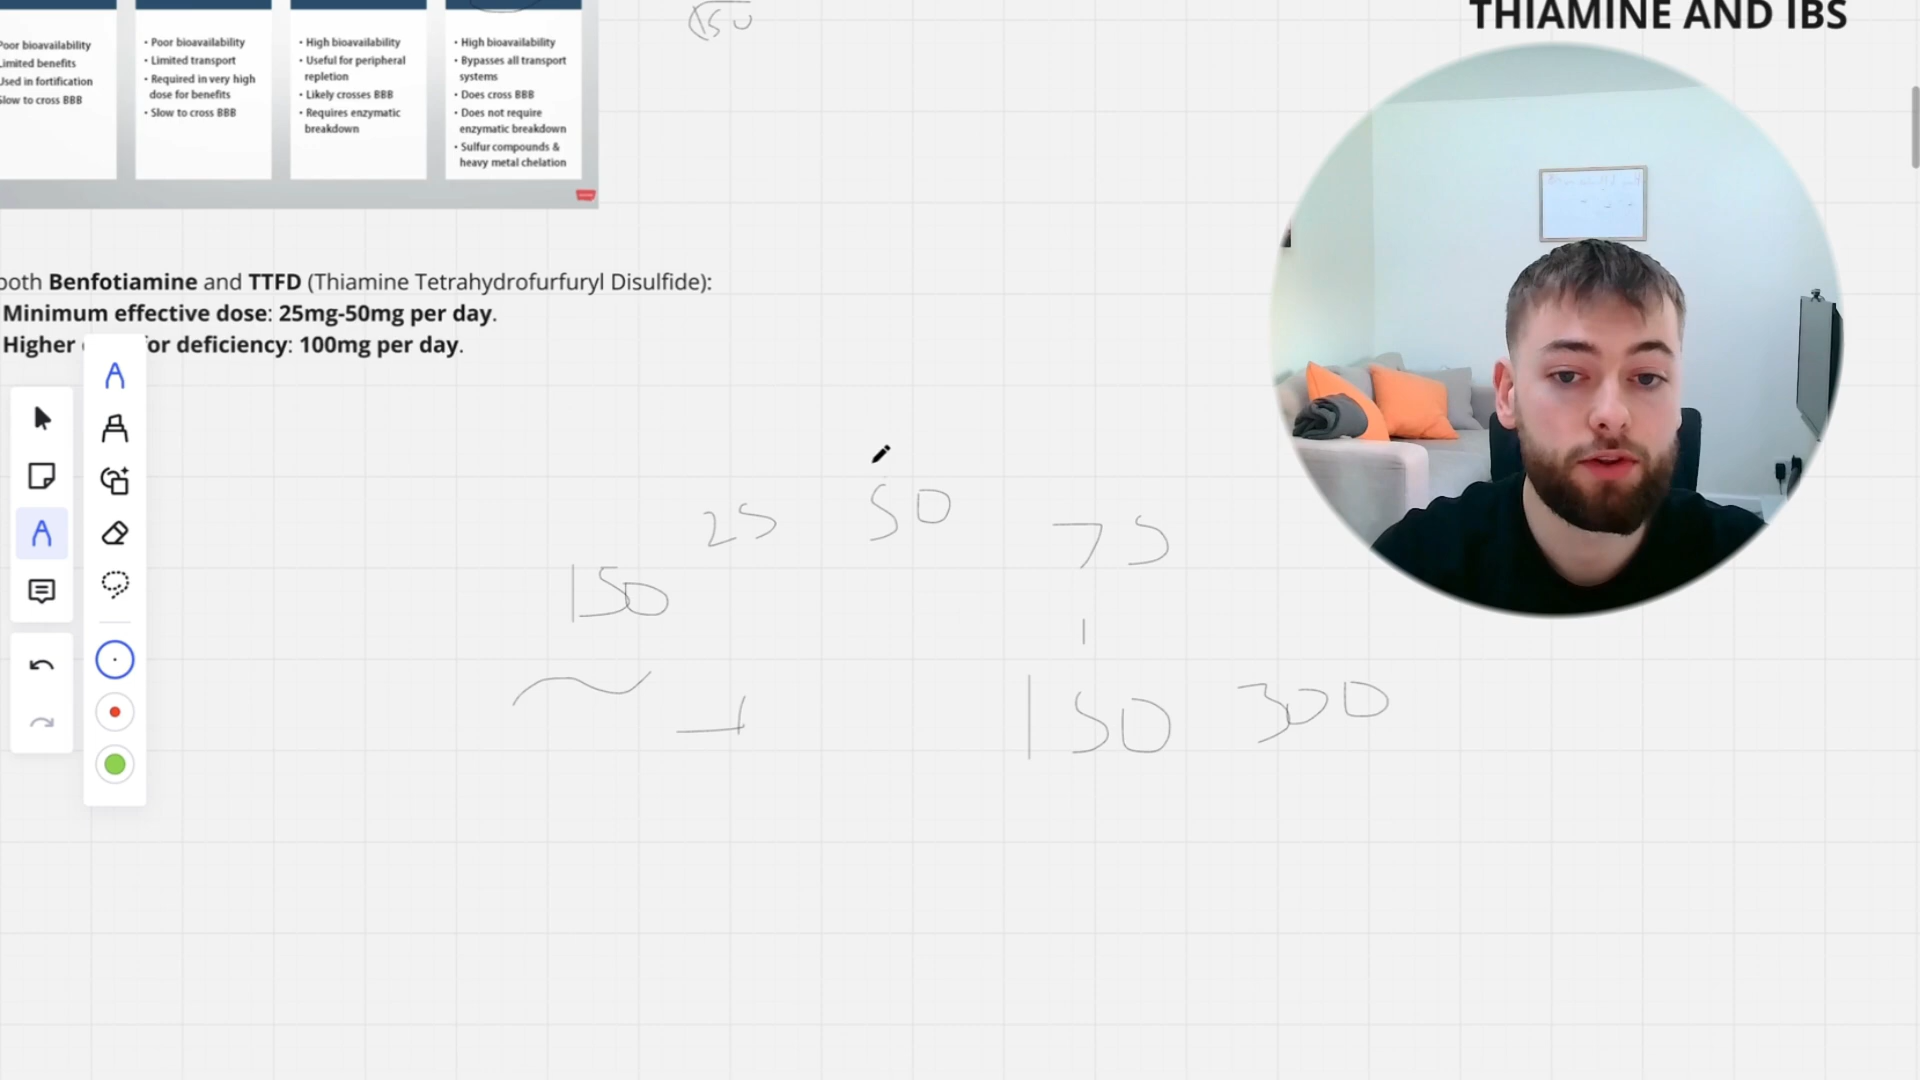 THIAMINE AND IBS
150
Poor bioavailability
Limited benefits
Used in fortification
Slow to cross BBB
• Poor bioavailability
• Limited transport
• Required in very high
dose for benefits
• Slow to cross BBB
• High bioavailability
• Useful for peripheral
repletion
• Likely crosses BBB
• Requires enzymatic
breakdown
• High bioavailability
• Bypasses all transport
systems
• Does cross BBB
• Does not require
enzymatic breakdown
• Sulfur compounds &
heavy metal chelation
both Benfotiamine and TTFD (Thiamine Tetrahydrofurfuryl Disulfide):
Minimum effective dose: 25mg-50mg per day.
Higher or deficiency: 100mg per day.
25 50 75
150
150 300